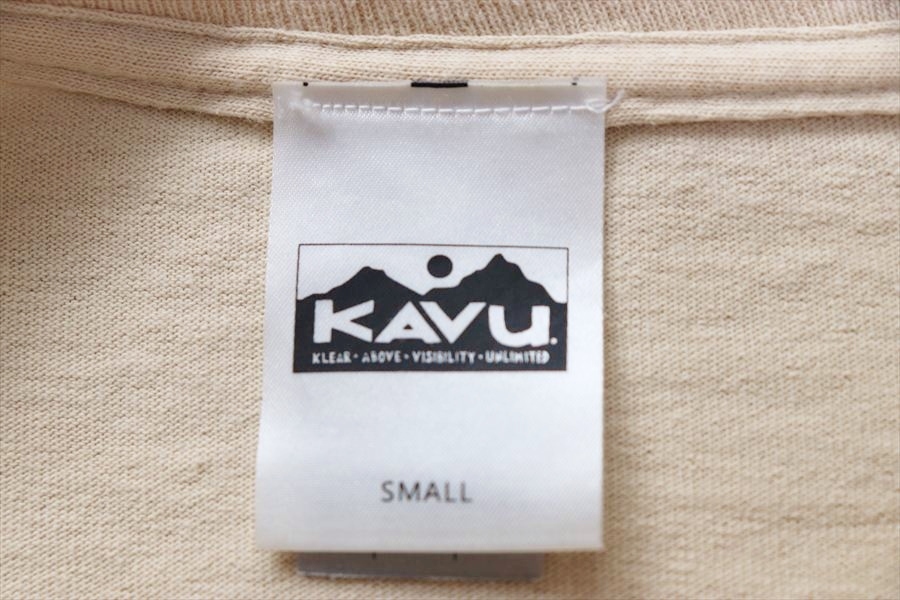 KAVU.
KLEAR • ABOVE • VISIBILITY • UNLIMITED
SMALL